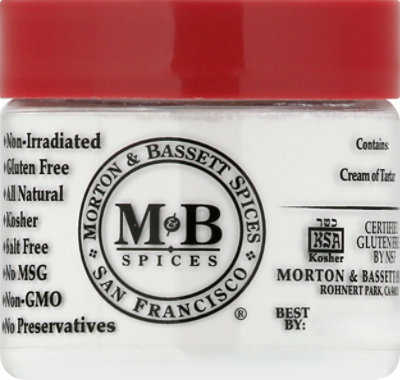 Non-Irradiated
Gluten Free
All Natural
Kosher
Salt Free
No MSG
Non-GMO
No Preservatives
MORTON & BASSETT SPICES
M&B
SPICES
SAN FRANCISCO
®
Contains:
Cream of Tartar
כשר
KSA
Kosher
CERTIFIED
GLUTEN-FREE
BY NSF
MORTON & BASSETT
ROHNERT PARK, CA
BEST
BY: